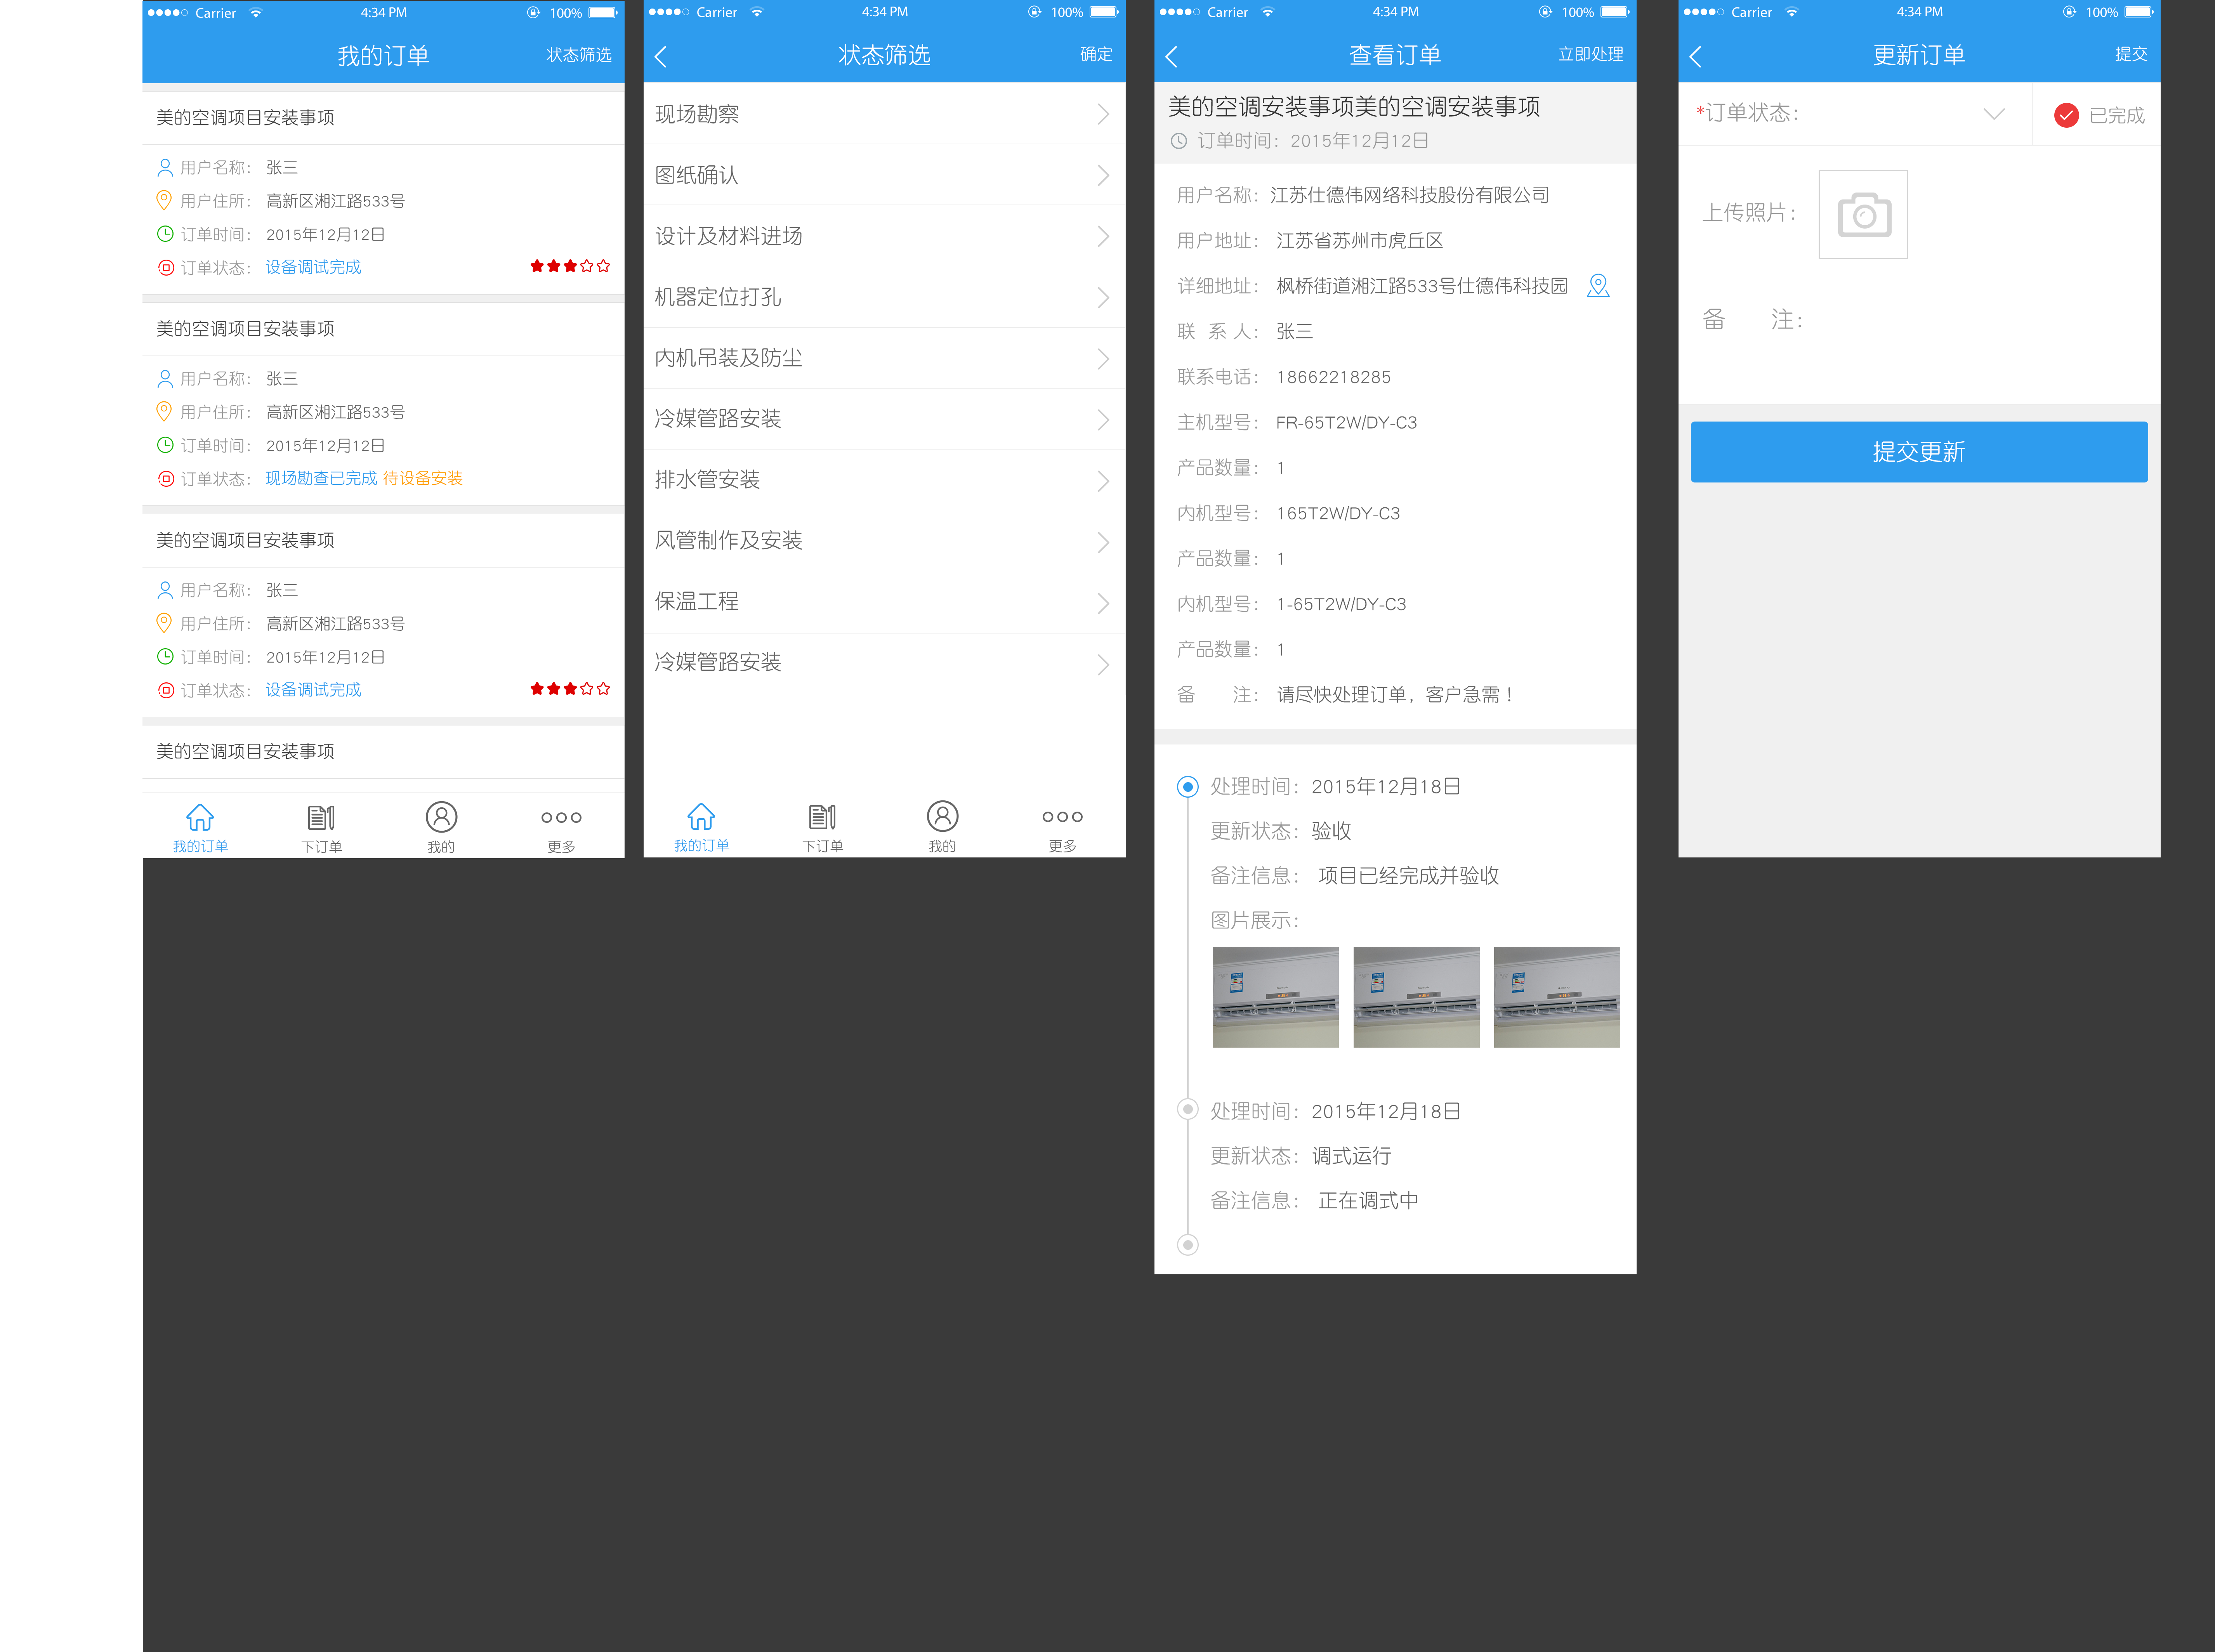 Carrier 4:34 PM 100%
我的订单 状态筛选
美的空调项目安装事项
用户名称： 张三
用户住所： 高新区湘江路533号
订单时间： 2015年12月12日
订单状态： 设备调试完成
美的空调项目安装事项
用户名称： 张三
用户住所： 高新区湘江路533号
订单时间： 2015年12月12日
订单状态： 现场勘查已完成 待设备安装
美的空调项目安装事项
用户名称： 张三
用户住所： 高新区湘江路533号
订单时间： 2015年12月12日
订单状态： 设备调试完成
美的空调项目安装事项
我的订单 下订单 我的 更多
Carrier 4:34 PM 100%
状态筛选 确定
现场勘察
图纸确认
设计及材料进场
机器定位打孔
内机吊装及防尘
冷媒管路安装
排水管安装
风管制作及安装
保温工程
冷媒管路安装
我的订单 下订单 我的 更多
Carrier 4:34 PM 100%
查看订单 立即处理
美的空调安装事项美的空调安装事项
订单时间：2015年12月12日
用户名称：江苏仕德伟网络科技股份有限公司
用户地址： 江苏省苏州市虎丘区
详细地址： 枫桥街道湘江路533号仕德伟科技园
联 系 人： 张三
联系电话： 18662218285
主机型号： FR-65T2W/DY-C3
产品数量： 1
内机型号： 165T2W/DY-C3
产品数量： 1
内机型号： 1-65T2W/DY-C3
产品数量： 1
备 注： 请尽快处理订单，客户急需！
处理时间：2015年12月18日
更新状态：验收
备注信息： 项目已经完成并验收
图片展示：
处理时间：2015年12月18日
更新状态：调式运行
备注信息： 正在调式中
Carrier 4:34 PM 100%
更新订单 提交
*订单状态： 已完成
上传照片：
备 注：
提交更新